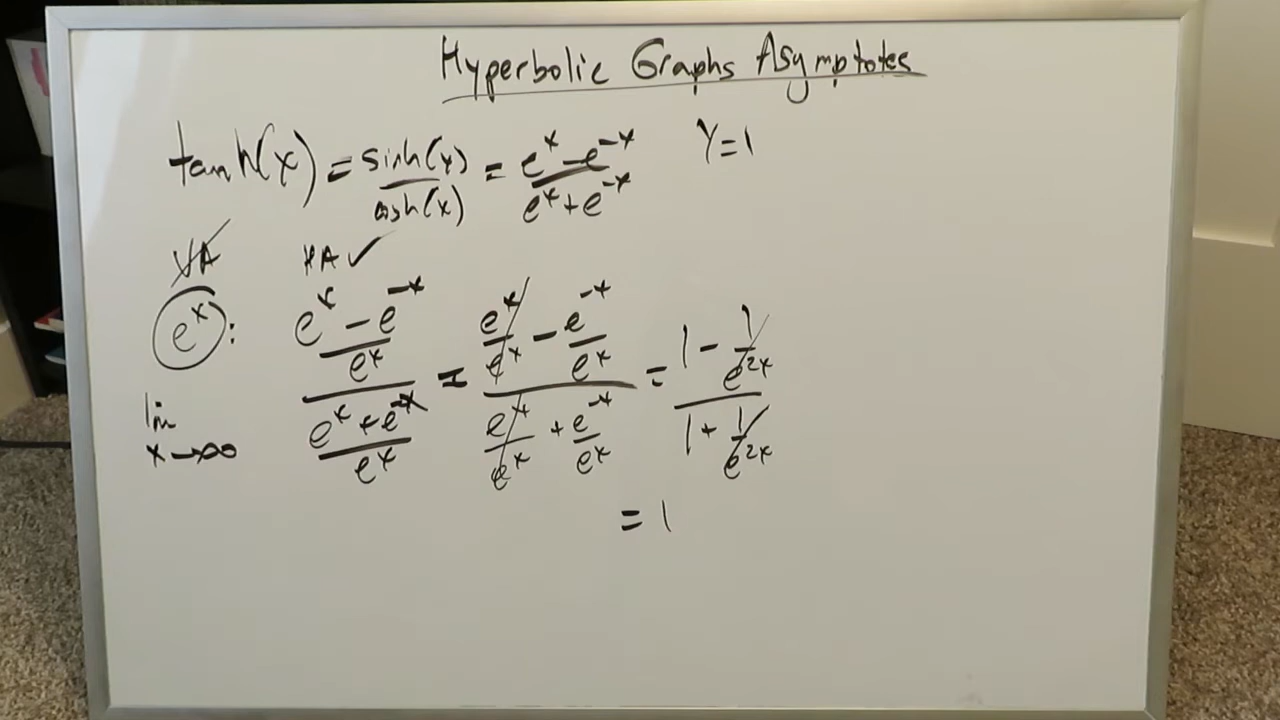 Hyperbolic Graphs Asymptotes
tanh(x) = sinh(x)/cosh(x) = (e^x - e^-x)/(e^x + e^-x) Y=1
VA HA ✓
e^x : ((e^x - e^-x)/e^x)/((e^x + e^-x)/e^x) = (e^x/e^x - e^-x/e^x)/(e^x/e^x + e^-x/e^x) = (1 - 1/e^2x)/(1 + 1/e^2x)
lim x→∞
= 1